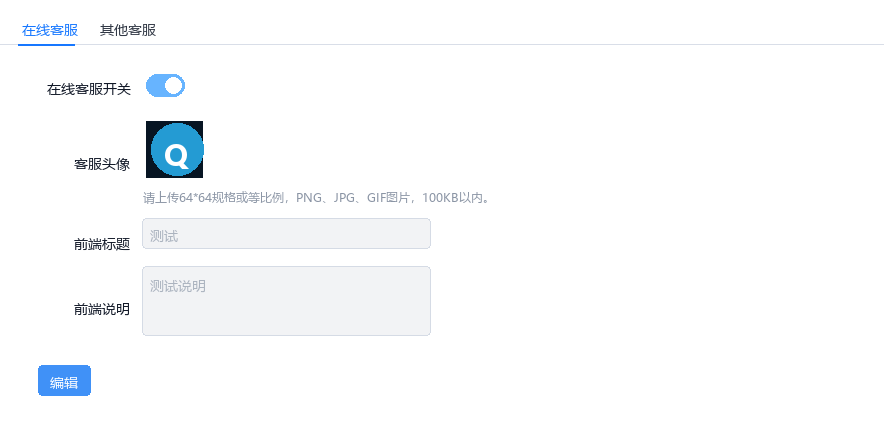 在线客服 其他客服
在线客服开关
Q
客服头像
请上传64*64规格或等比例，PNG、JPG、GIF图片，100KB以内。
前端标题 测试
测试说明
前端说明
编辑